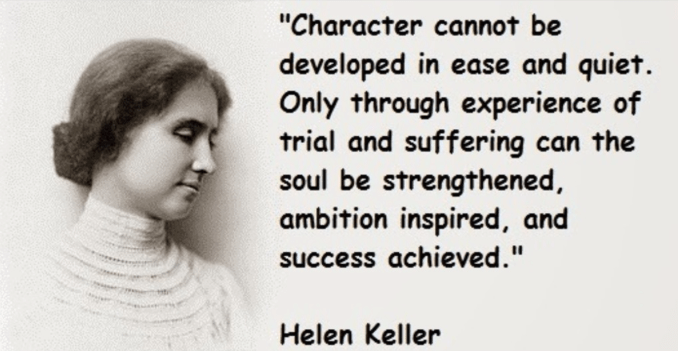 "Character cannot be
developed in ease and quiet.
Only through experience of
trial and suffering can the
soul be strengthened,
ambition inspired, and
success achieved."
Helen Keller